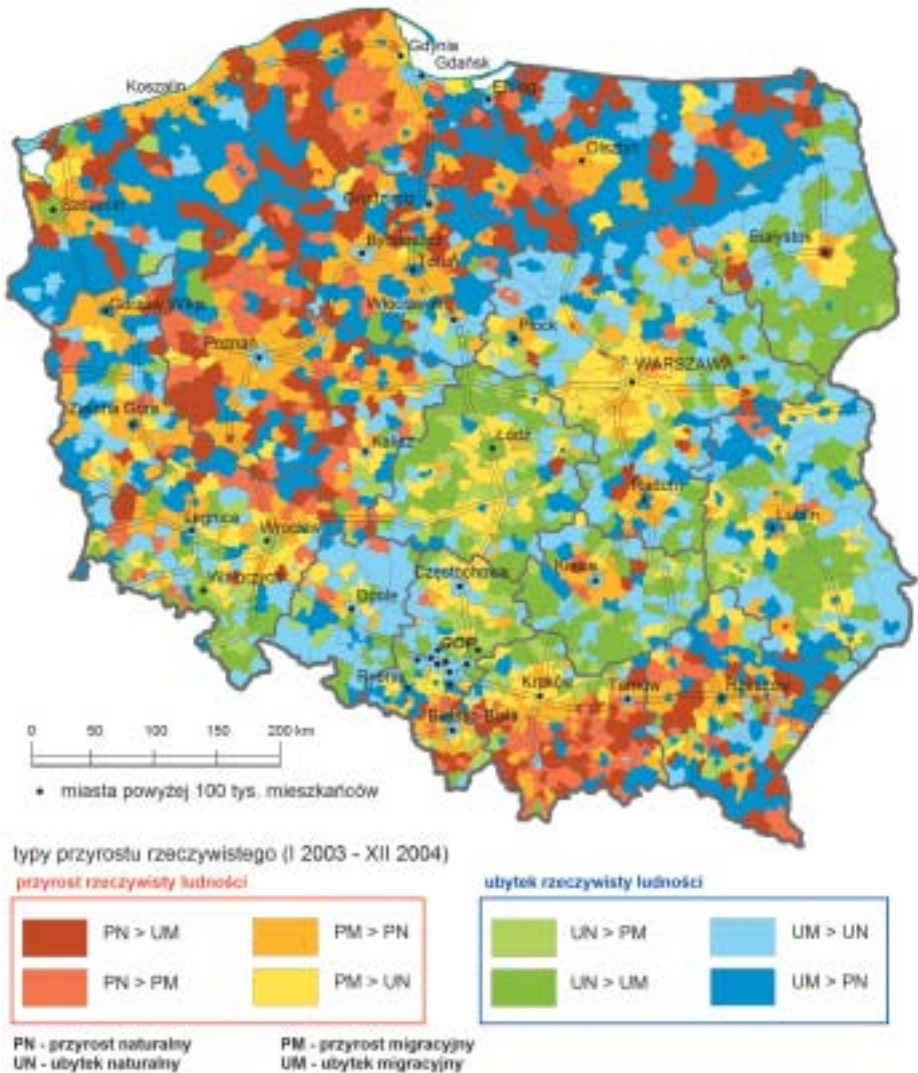 Gdynia
Gdańsk
Koszalin
Elbląg
Olsztyn
Szczecin
Grudziądz
Bydgoszcz
Białystok
Toruń
Gorzów Wlkp.
Włocławek
Płock
Poznań
WARSZAWA
Zielona Góra
Kalisz
Łódź
Radom
Legnica
Wrocław
Lublin
Wałbrzych
Częstochowa
Kielce
Opole
GOP
Rybnik
Kraków
Tarnów
Rzeszów
Bielsko-Biała
0 50 100 150 200 km
miasta powyżej 100 tys. mieszkańców
typy przyrostu rzeczywistego (I 2003 - XII 2004)
przyrost rzeczywisty ludności
ubytek rzeczywisty ludności
PN > UM
PM > PN
UN > PM
UM > UN
PN > PM
PM > UN
UN > UM
UM > PN
PN - przyrost naturalny
PM - przyrost migracyjny
UN - ubytek naturalny
UM - ubytek migracyjny